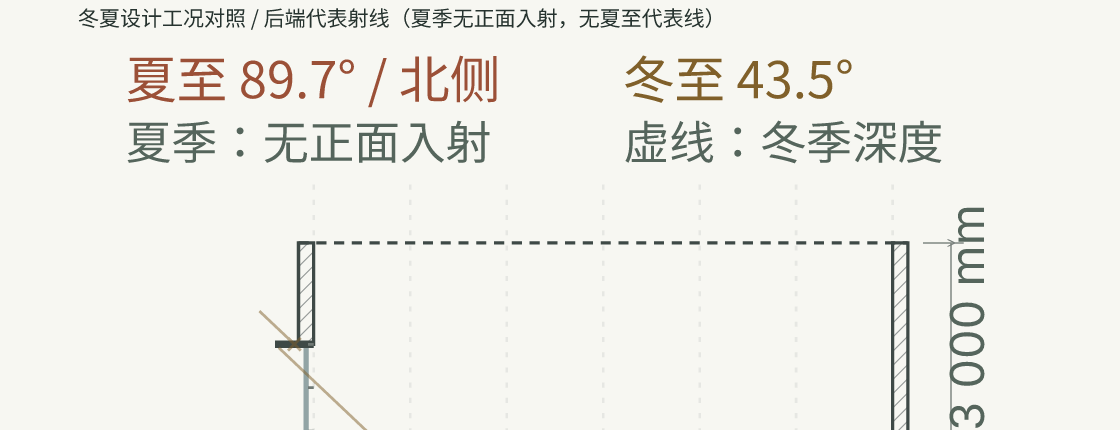 冬夏设计工况对照 / 后端代表射线（夏季无正面入射，无夏至代表线）
夏至 89.7° / 北侧
冬至 43.5°
夏季：无正面入射
虚线：冬季深度
3 000 mm